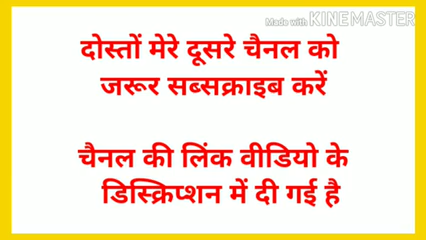 Made with KINEMASTER
दोस्तों मेरे दूसरे चैनल को
जरूर सब्सक्राइब करें
चैनल की लिंक वीडियो के
डिस्क्रिप्शन में दी गई है